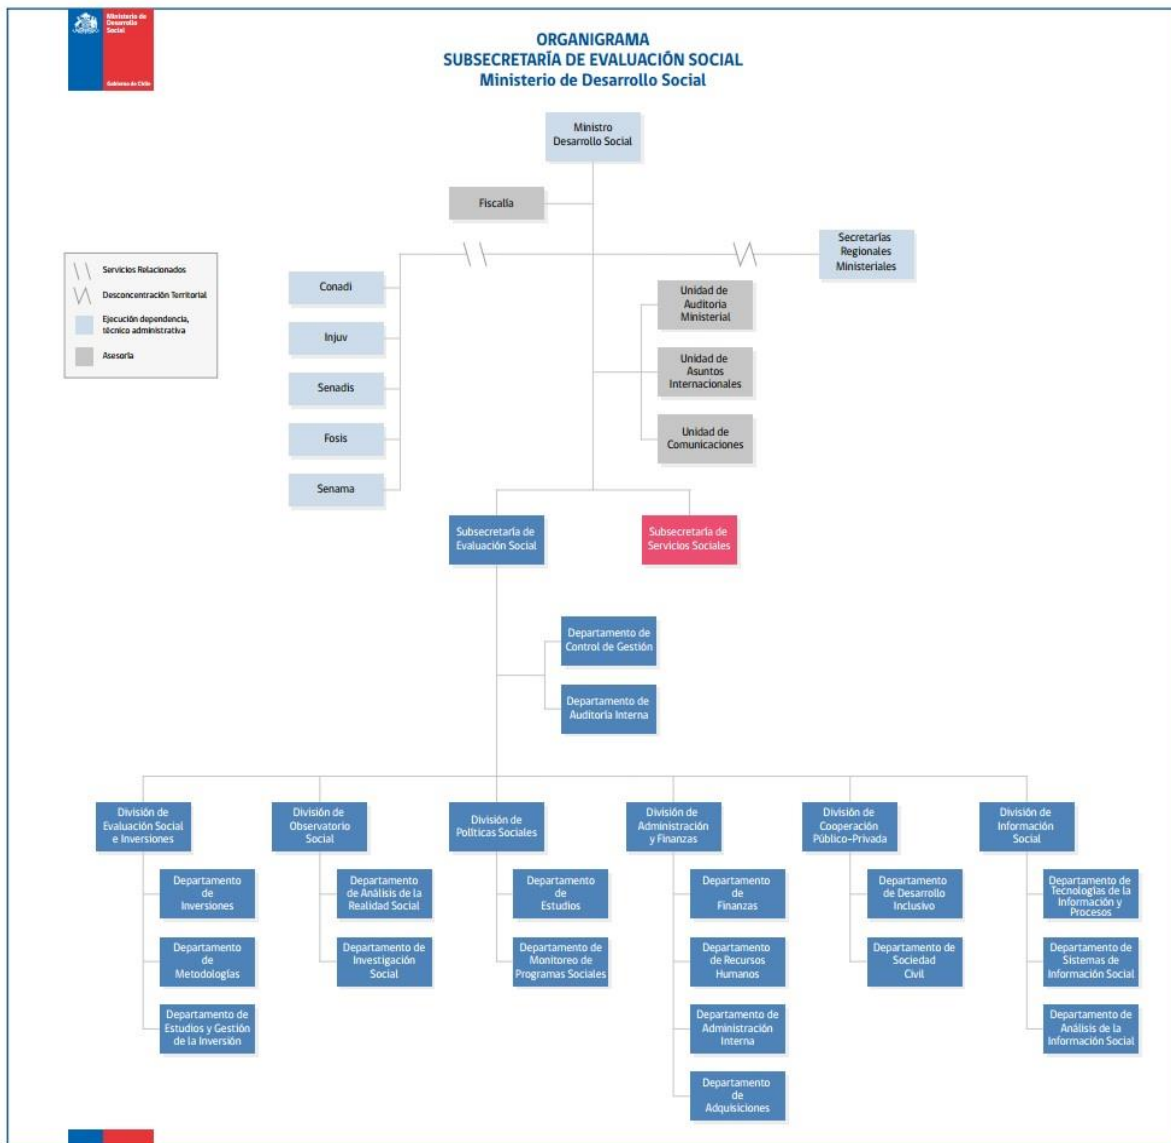 Ministerio de
Desarrollo
Social
Gobierno de Chile
ORGANIGRAMA
SUBSECRETARÍA DE EVALUACIÓN SOCIAL
Ministerio de Desarrollo Social
Ministro
Desarrollo Social
Fiscalía
Secretarías
Regionales
Ministeriales
Servicios Relacionados
Desconcentración Territorial
Ejecución dependencia,
técnico administrativa
Asesoría
Conadi
Injuv
Senadis
Fosis
Senama
Unidad de
Auditoria
Ministerial
Unidad de
Asuntos
Internacionales
Unidad de
Comunicaciones
Subsecretaría de
Evaluación Social
Subsecretaría de
Servicios Sociales
Departamento de
Control de Gestión
Departamento de
Auditoría Interna
División de
Evaluación Social
e Inversiones
Departamento
de
Inversiones
Departamento
de
Metodologías
Departamento de
Estudios y Gestión
de la Inversión
División de
Observatorio
Social
Departamento
de Análisis de la
Realidad Social
Departamento de
Investigación
Social
División de
Políticas Sociales
Departamento
de
Estudios
Departamento de
Monitoreo de
Programas Sociales
División de
Administración
y Finanzas
Departamento
de
Finanzas
Departamento
de Recursos
Humanos
Departamento de
Administración
Interna
Departamento
de
Adquisiciones
División de
Cooperación
Público-Privada
Departamento
de Desarrollo
Inclusivo
Departamento de
Sociedad
Civil
División de
Información
Social
Departamento de
Tecnologías de la
Información y
Procesos
Departamento de
Sistemas de
Información Social
Departamento de
Análisis de la
Información Social